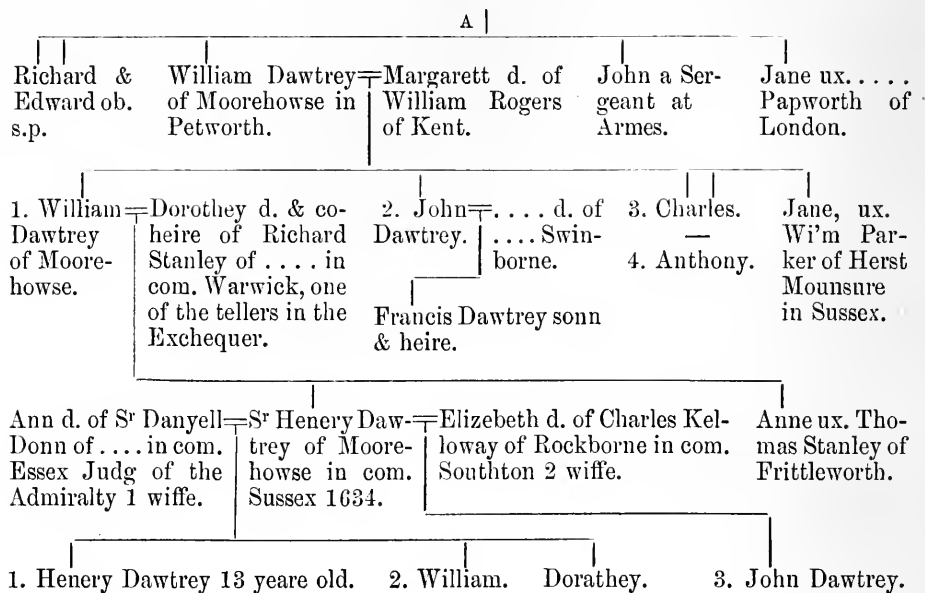 A
Richard &
Edward ob.
s.p.
William Dawtrey
of Moorehowse in
Petworth.
Margarett d. of
William Rogers
of Kent.
John a Ser-
geant at
Armes.
Jane ux.....
Papworth of
London.
1. William
Dawtrey
of Moore-
howse.
Dorothey d. & co-
heire of Richard
Stanley of .... in
com. Warwick, one
of the tellers in the
Exchequer.
2. John
Dawtrey.
.... d. of
.... Swin-
borne.
Francis Dawtrey sonn
& heire.
3. Charles.
—
4. Anthony.
Jane, ux.
Wi'm Par-
ker of Herst
Mounsure
in Sussex.
Ann d. of Sʳ Danyell
Donn of .... in com.
Essex Judg of the
Admiralty 1 wiffe.
Sʳ Henery Daw-
trey of Moore-
howse in com.
Sussex 1634.
Elizebeth d. of Charles Kel-
loway of Rockborne in com.
Southton 2 wiffe.
Anne ux. Tho-
mas Stanley of
Frittleworth.
1. Henery Dawtrey 13 yeare old.
2. William.
Dorathey.
3. John Dawtrey.